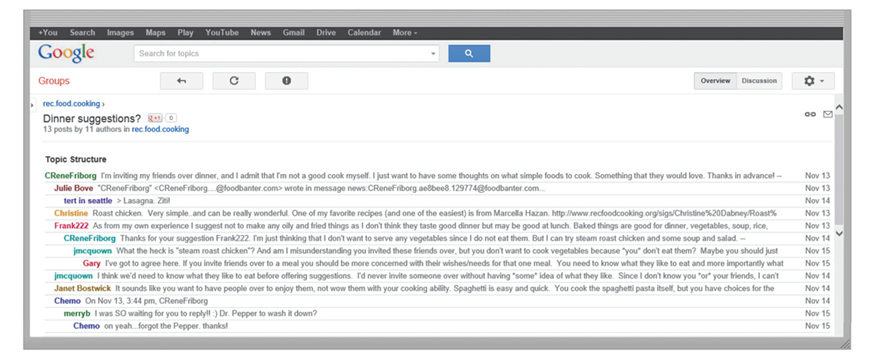 +You Search Images Maps Play YouTube News Gmail Drive Calendar More
Google Search for topics
Groups Overview Discussion
rec.food.cooking ›
Dinner suggestions? g+1 0
13 posts by 11 authors in rec.food.cooking
Topic Structure
CReneFriborg I'm inviting my friends over dinner, and I admit that I'm not a good cook myself. I just want to have some thoughts on what simple foods to cook. Something that they would love. Thanks in advance! -- Nov 13
Julie Bove "CReneFriborg" <CReneFriborg....@foodbanter.com> wrote in message news:CReneFriborg.ae8bee8.129774@foodbanter.com... Nov 13
tert in seattle > Lasagna. Ziti! Nov 14
Christine Roast chicken. Very simple..and can be really wonderful. One of my favorite recipes (and one of the easiest) is from Marcella Hazan. http://www.recfoodcooking.org/sigs/Christine%20Dabney/Roast% Nov 13
Frank222 As from my own experience I suggest not to make any oily and fried things as I don't think they taste good dinner but may be good at lunch. Baked things are good for dinner, vegetables, soup, rice, Nov 13
CReneFriborg Thanks for your suggestion Frank222. I'm just thinking that I don't want to serve any vegetables since I do not eat them. But I can try steam roast chicken and some soup and salad. -- Nov 14
jmcquown What the heck is "steam roast chicken"? And am I misunderstanding you invited these friends over, but you don't want to cook vegetables because *you* don't eat them? Maybe you should just Nov 15
Gary I've got to agree here. If you invite friends over to a meal you should be more concerned with their wishes/needs for that one meal. You need to know what they like to eat and more importantly what Nov 15
jmcquown I think we'd need to know what they like to eat before offering suggestions. I'd never invite someone over without having *some* idea of what they like. Since I don't know you *or* your friends, I can't Nov 14
Janet Bostwick It sounds like you want to have people over to enjoy them, not wow them with your cooking ability. Spaghetti is easy and quick. You cook the spaghetti pasta itself, but you have choices for the Nov 14
Chemo On Nov 13, 3:44 pm, CReneFriborg Nov 14
merryb I was SO waiting for you to reply!! :) Dr. Pepper to wash it down? Nov 15
Chemo on yeah...forgot the Pepper. thanks! Nov 15